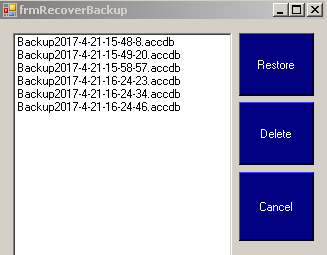 frmRecoverBackup
Backup2017-4-21-15-48-8.accdb
Backup2017-4-21-15-49-20.accdb
Backup2017-4-21-15-58-57.accdb
Backup2017-4-21-16-24-23.accdb
Backup2017-4-21-16-24-34.accdb
Backup2017-4-21-16-24-46.accdb
Restore
Delete
Cancel